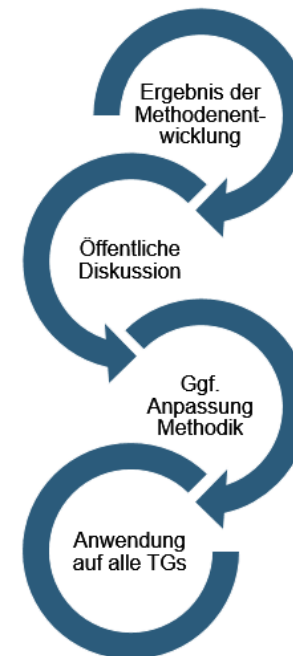 Ergebnis der
Methodenent-
wicklung
Öffentliche
Diskussion
Ggf.
Anpassung
Methodik
Anwendung
auf alle TGs